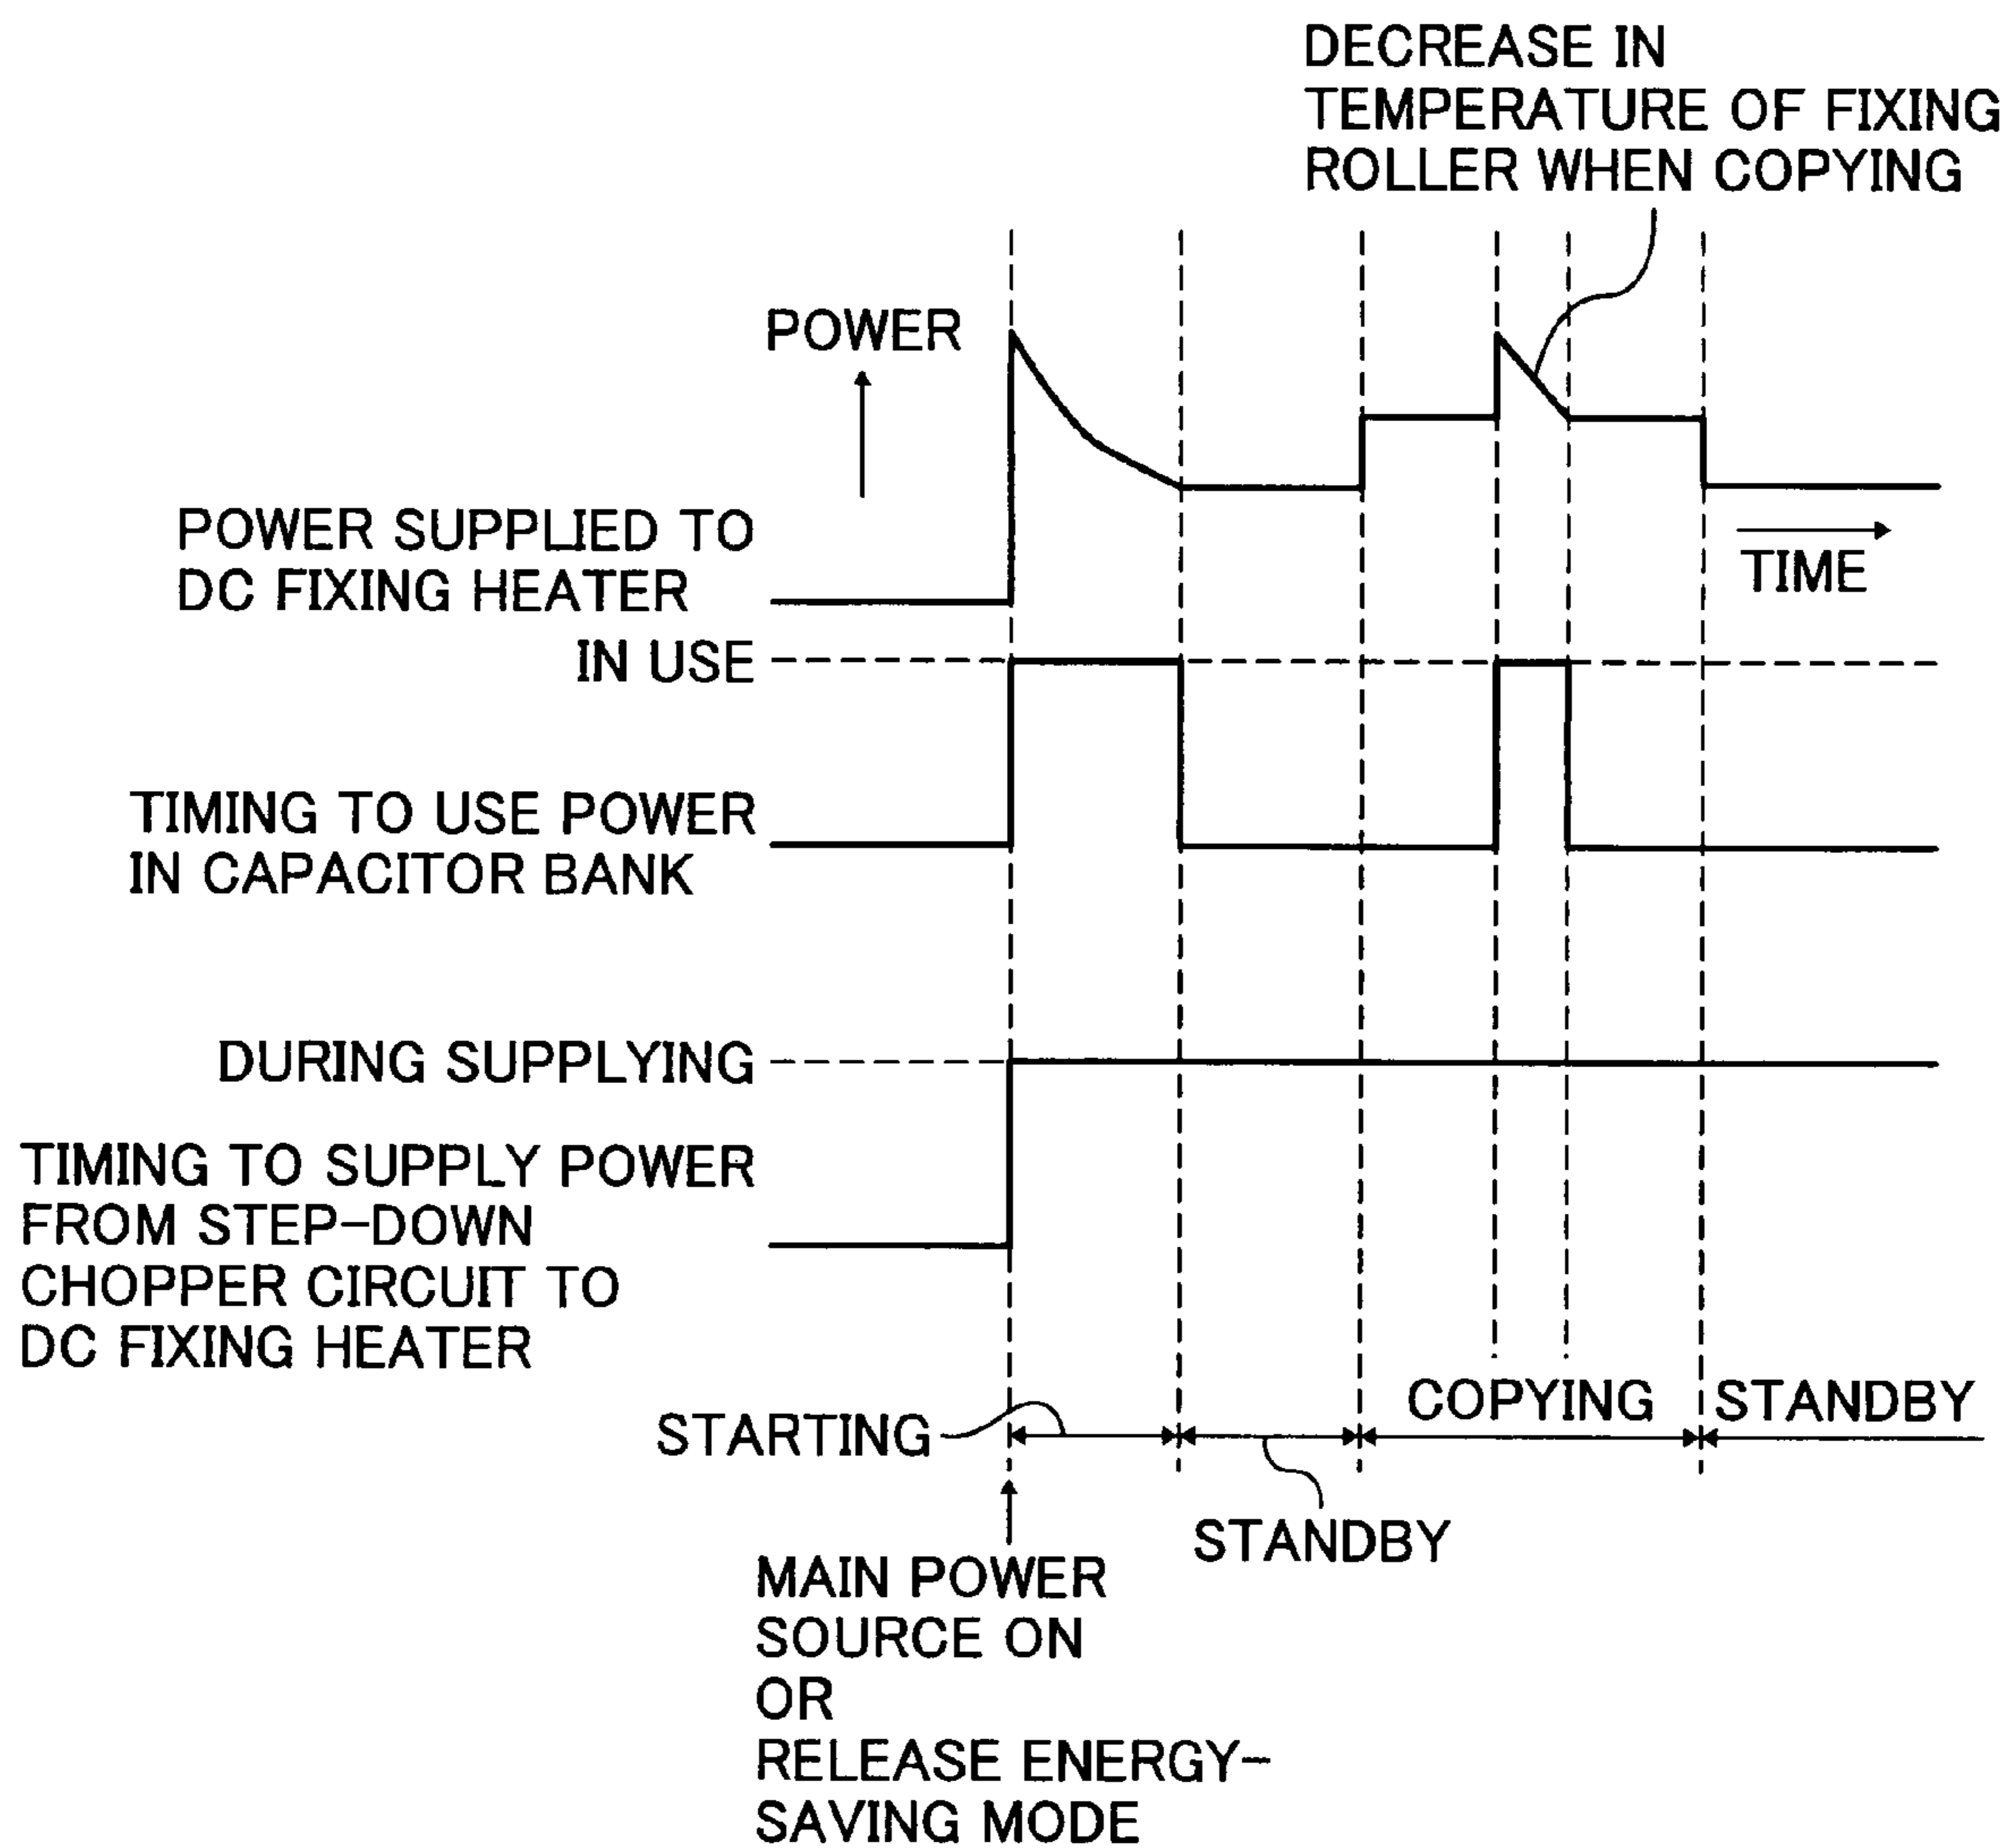 DECREASE IN
TEMPERATURE OF FIXING
ROLLER WHEN COPYING
POWER
POWER SUPPLIED TO
DC FIXING HEATER
TIME
IN USE
TIMING TO USE POWER
IN CAPACITOR BANK
DURING SUPPLYING
TIMING TO SUPPLY POWER
FROM STEP-DOWN
CHOPPER CIRCUIT TO
DC FIXING HEATER
STARTING
COPYING
STANDBY
STANDBY
MAIN POWER
SOURCE ON
OR
RELEASE ENERGY-
SAVING MODE